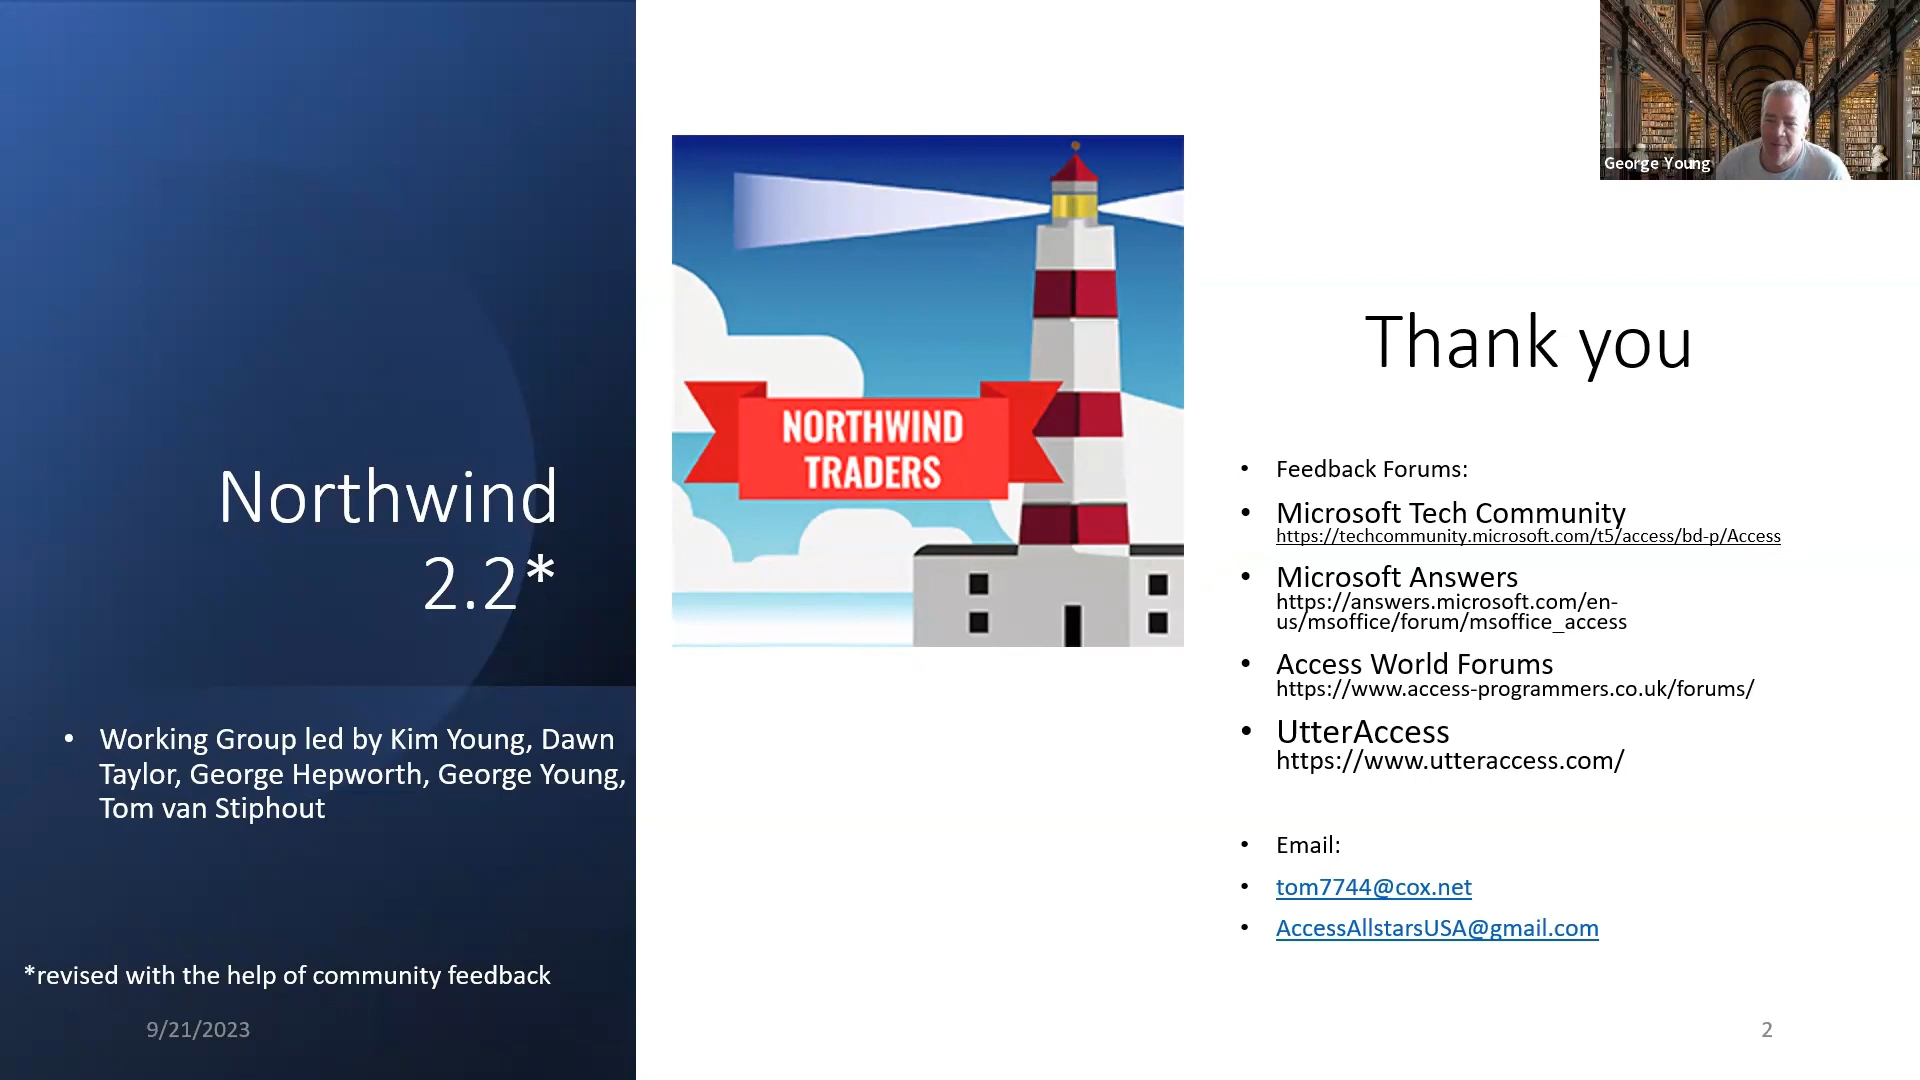 Northwind
2.2*
• Working Group led by Kim Young, Dawn
Taylor, George Hepworth, George Young,
Tom van Stiphout
*revised with the help of community feedback
9/21/2023
NORTHWIND
TRADERS
George Young
Thank you
• Feedback Forums:
• Microsoft Tech Community
https://techcommunity.microsoft.com/t5/access/bd-p/Access
• Microsoft Answers
https://answers.microsoft.com/en-
us/msoffice/forum/msoffice_access
• Access World Forums
https://www.access-programmers.co.uk/forums/
• UtterAccess
https://www.utteraccess.com/
• Email:
• tom7744@cox.net
• AccessAllstarsUSA@gmail.com
2